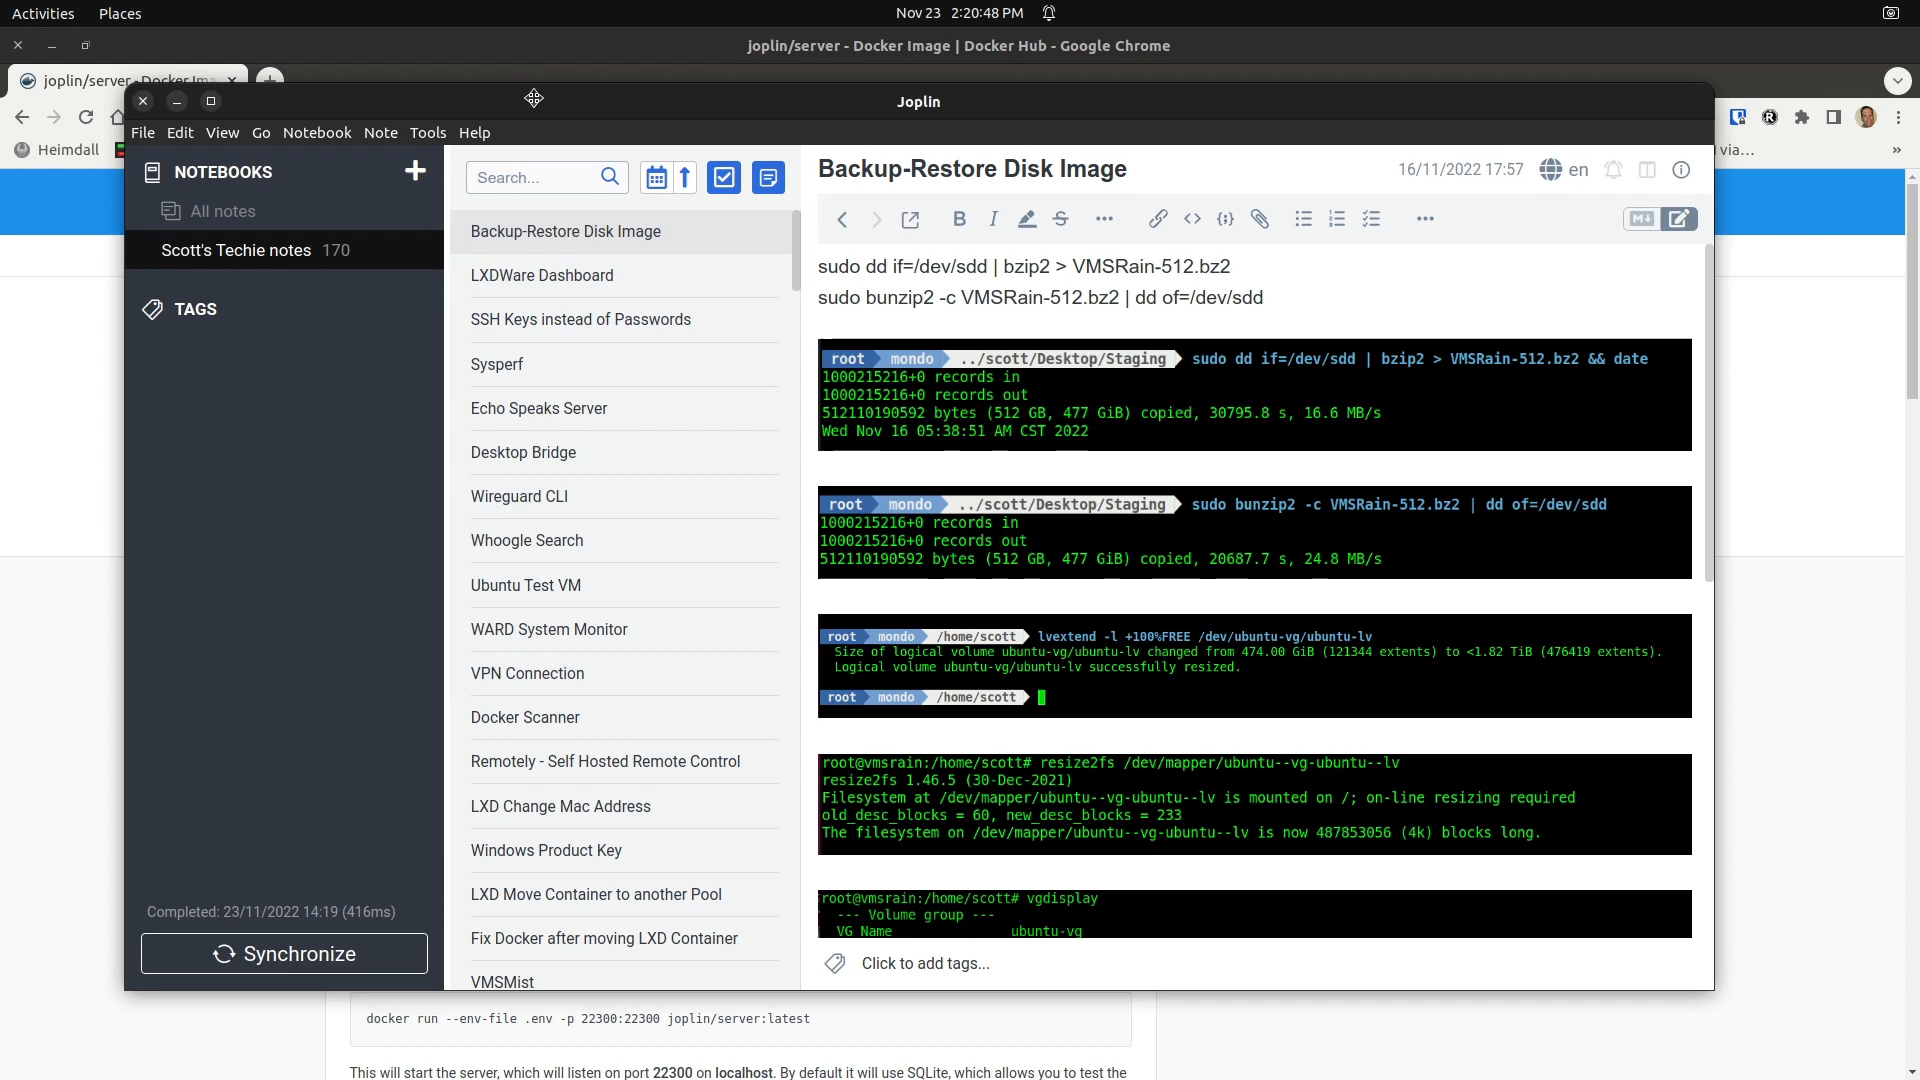 Activities Places Nov 23 2:20:48 PM
joplin/server - Docker Image | Docker Hub - Google Chrome
joplin/server - Docker Ima
Joplin
File Edit View Go Notebook Note Tools Help
Heimdall
via...
NOTEBOOKS
All notes
Scott's Techie notes 170
TAGS
Completed: 23/11/2022 14:19 (416ms)
Synchronize
Search...
Backup-Restore Disk Image
LXDWare Dashboard
SSH Keys instead of Passwords
Sysperf
Echo Speaks Server
Desktop Bridge
Wireguard CLI
Whoogle Search
Ubuntu Test VM
WARD System Monitor
VPN Connection
Docker Scanner
Remotely - Self Hosted Remote Control
LXD Change Mac Address
Windows Product Key
LXD Move Container to another Pool
Fix Docker after moving LXD Container
VMSMist
Backup-Restore Disk Image 16/11/2022 17:57 en
sudo dd if=/dev/sdd | bzip2 > VMSRain-512.bz2
sudo bunzip2 -c VMSRain-512.bz2 | dd of=/dev/sdd
root mondo ../scott/Desktop/Staging sudo dd if=/dev/sdd | bzip2 > VMSRain-512.bz2 && date
1000215216+0 records in
1000215216+0 records out
512110190592 bytes (512 GB, 477 GiB) copied, 30795.8 s, 16.6 MB/s
Wed Nov 16 05:38:51 AM CST 2022
root mondo ../scott/Desktop/Staging sudo bunzip2 -c VMSRain-512.bz2 | dd of=/dev/sdd
1000215216+0 records in
1000215216+0 records out
512110190592 bytes (512 GB, 477 GiB) copied, 20687.7 s, 24.8 MB/s
root mondo /home/scott lvextend -l +100%FREE /dev/ubuntu-vg/ubuntu-lv
Size of logical volume ubuntu-vg/ubuntu-lv changed from 474.00 GiB (121344 extents) to <1.82 TiB (476419 extents).
Logical volume ubuntu-vg/ubuntu-lv successfully resized.
root mondo /home/scott
root@vmsrain:/home/scott# resize2fs /dev/mapper/ubuntu--vg-ubuntu--lv
resize2fs 1.46.5 (30-Dec-2021)
Filesystem at /dev/mapper/ubuntu--vg-ubuntu--lv is mounted on /; on-line resizing required
old_desc_blocks = 60, new_desc_blocks = 233
The filesystem on /dev/mapper/ubuntu--vg-ubuntu--lv is now 487853056 (4k) blocks long.
root@vmsrain:/home/scott# vgdisplay
--- Volume group ---
VG Name ubuntu-vg
Click to add tags...
docker run --env-file .env -p 22300:22300 joplin/server:latest
This will start the server, which will listen on port 22300 on localhost. By default it will use SQLite, which allows you to test the